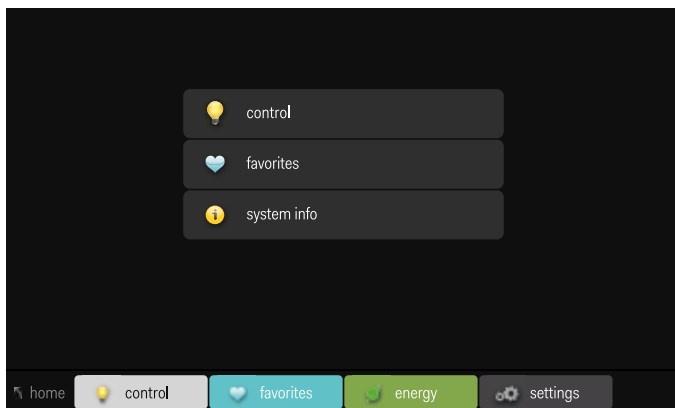 control
favorites
system info
home control favorites energy settings